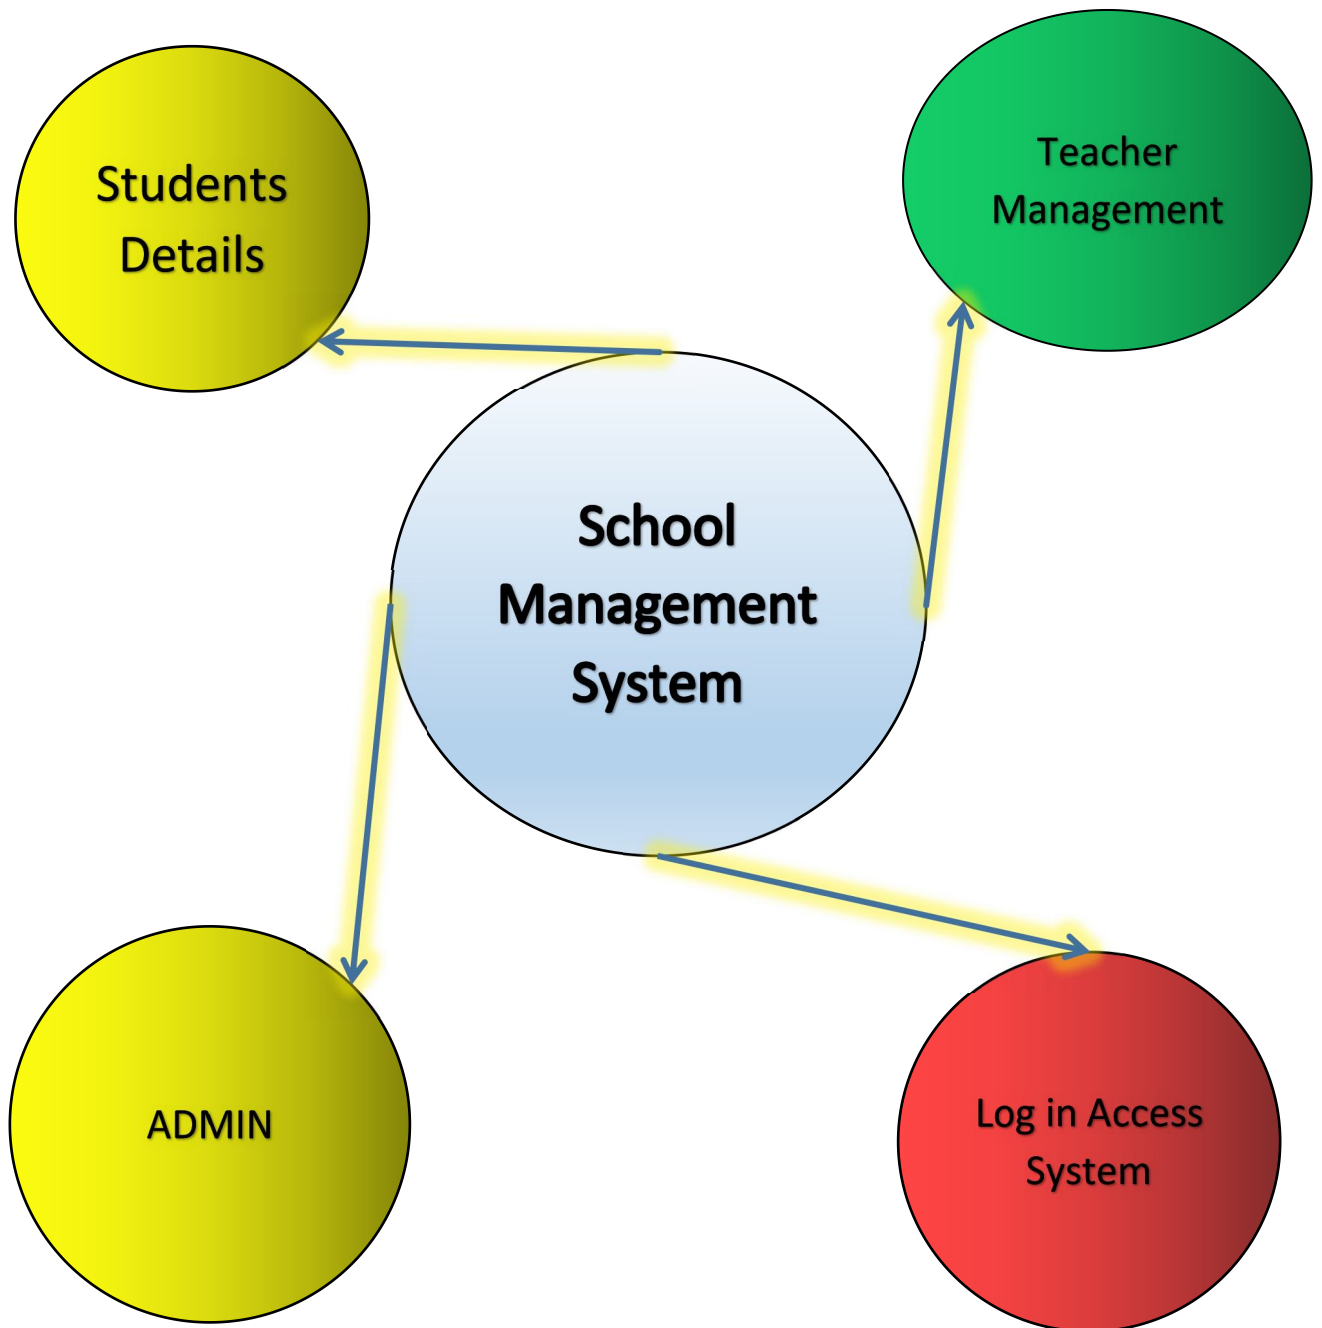 Students
Details
Teacher
Management
School
Management
System
ADMIN
Log in Access
System